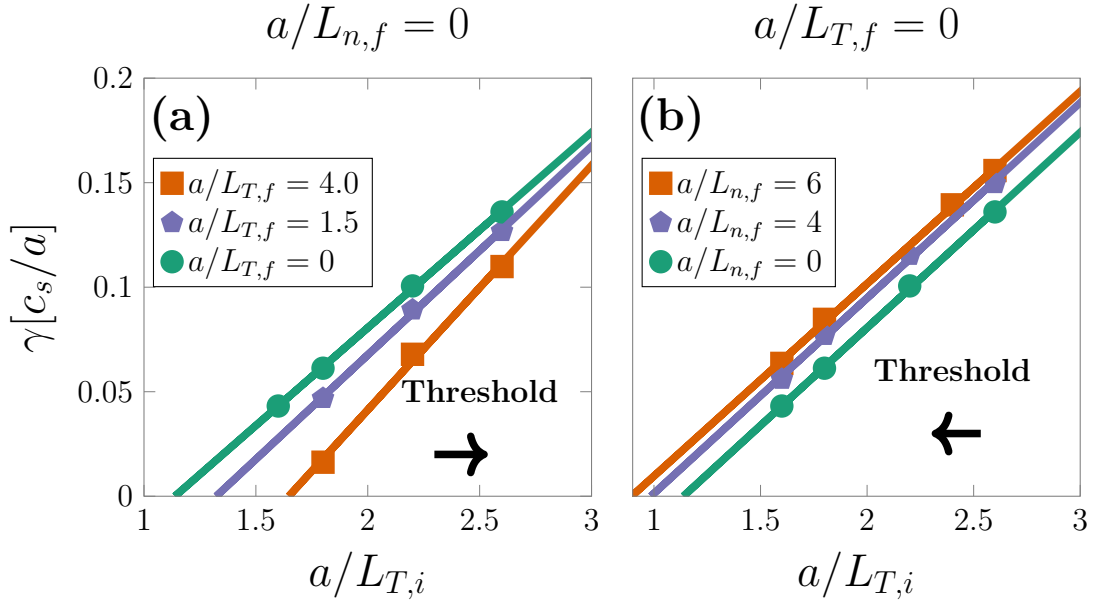 a/L_{n,f} = 0
a/L_{T,f} = 0
γ[c_s/a]
0.2
0.15
0.1
0.05
0
(a)
a/L_{T,f} = 4.0
a/L_{T,f} = 1.5
a/L_{T,f} = 0
Threshold
1
1.5
2
2.5
3
a/L_{T,i}
(b)
a/L_{n,f} = 6
a/L_{n,f} = 4
a/L_{n,f} = 0
Threshold
1
1.5
2
2.5
3
a/L_{T,i}